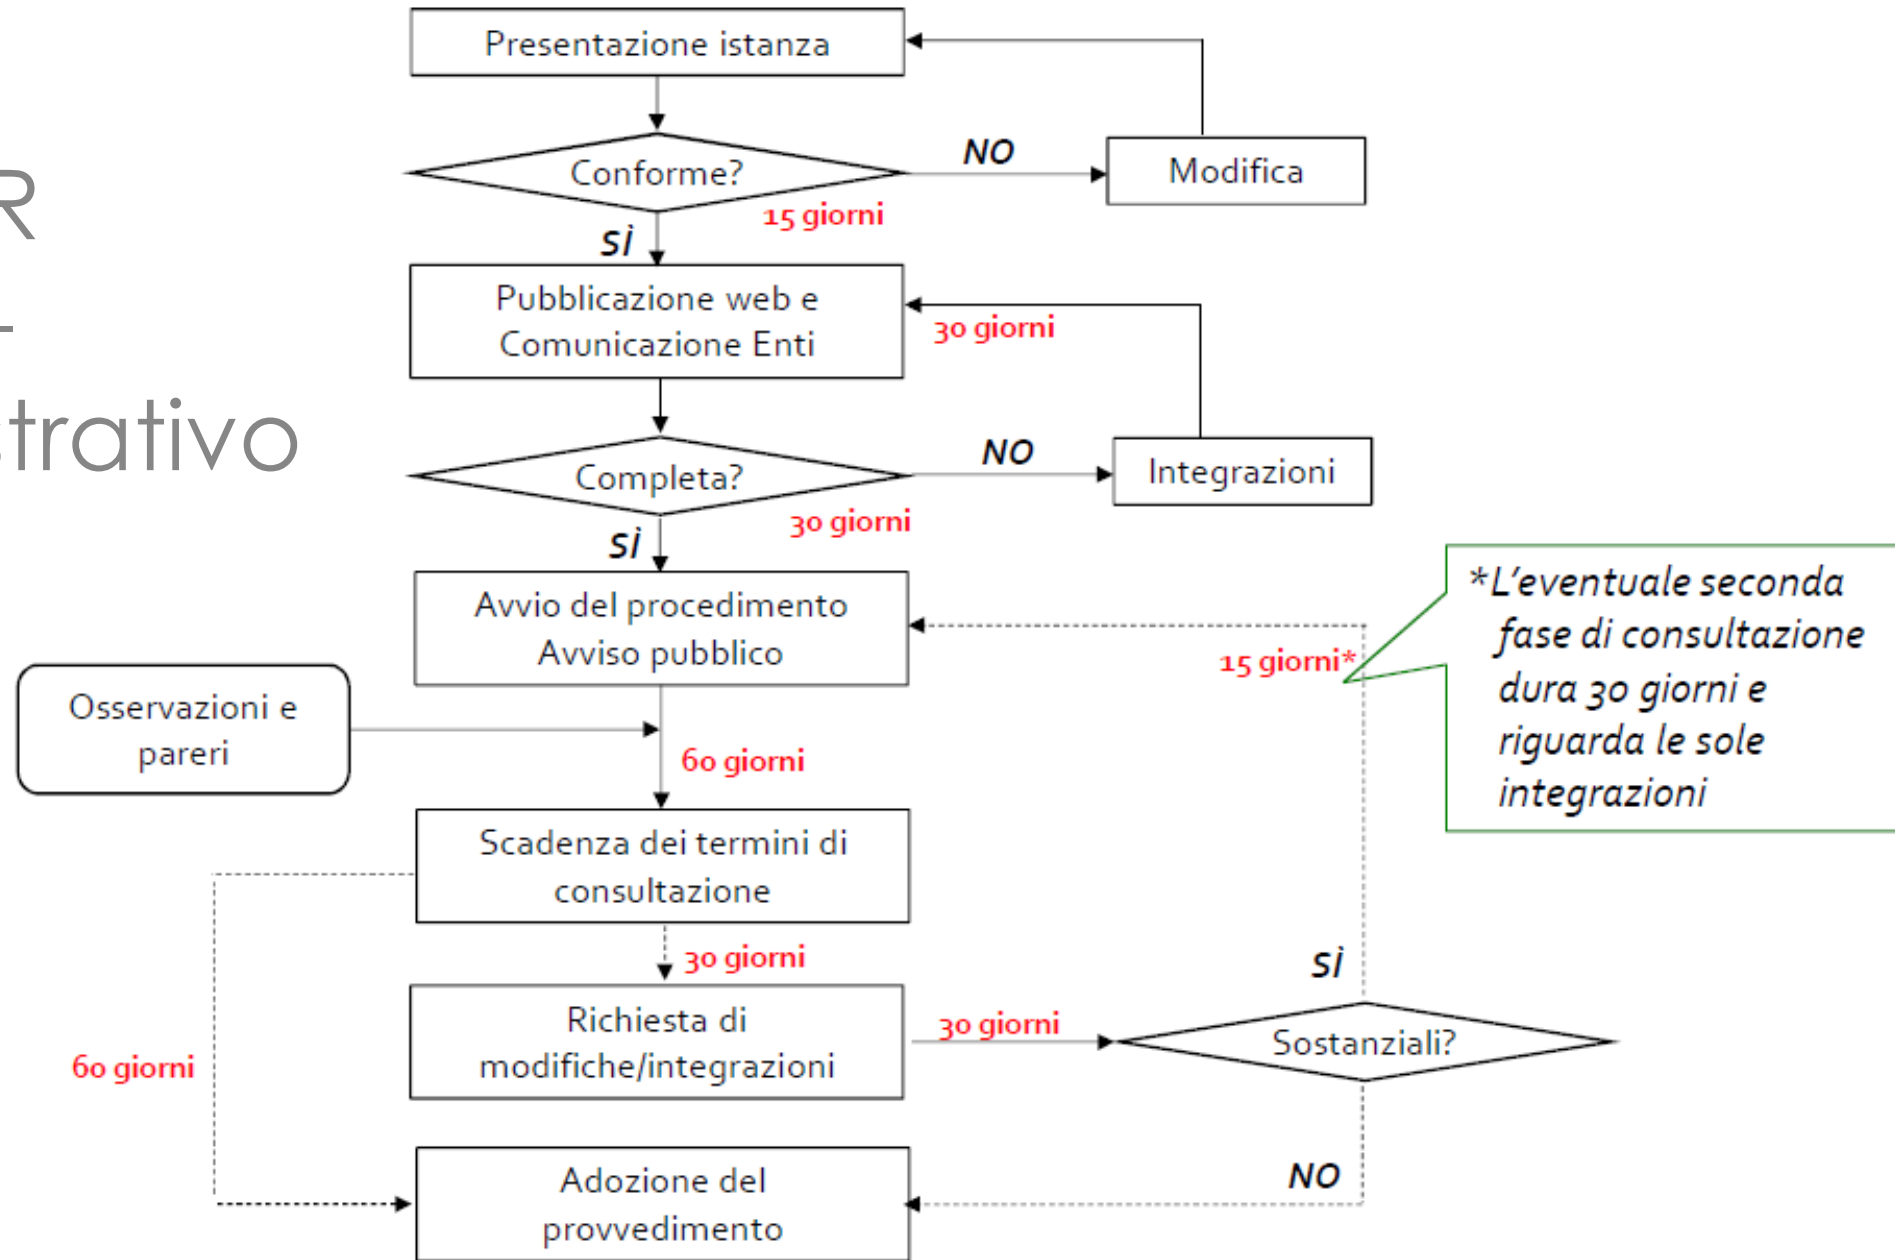 R
-
strativo
Presentazione istanza
Conforme?
NO
Modifica
15 giorni
SÌ
Pubblicazione web e
Comunicazione Enti
30 giorni
Completa?
NO
Integrazioni
30 giorni
SÌ
Avvio del procedimento
Avviso pubblico
15 giorni*
*L'eventuale seconda
fase di consultazione
dura 30 giorni e
riguarda le sole
integrazioni
Osservazioni e
pareri
60 giorni
Scadenza dei termini di
consultazione
30 giorni
SÌ
Richiesta di
modifiche/integrazioni
30 giorni
Sostanziali?
60 giorni
NO
Adozione del
provvedimento